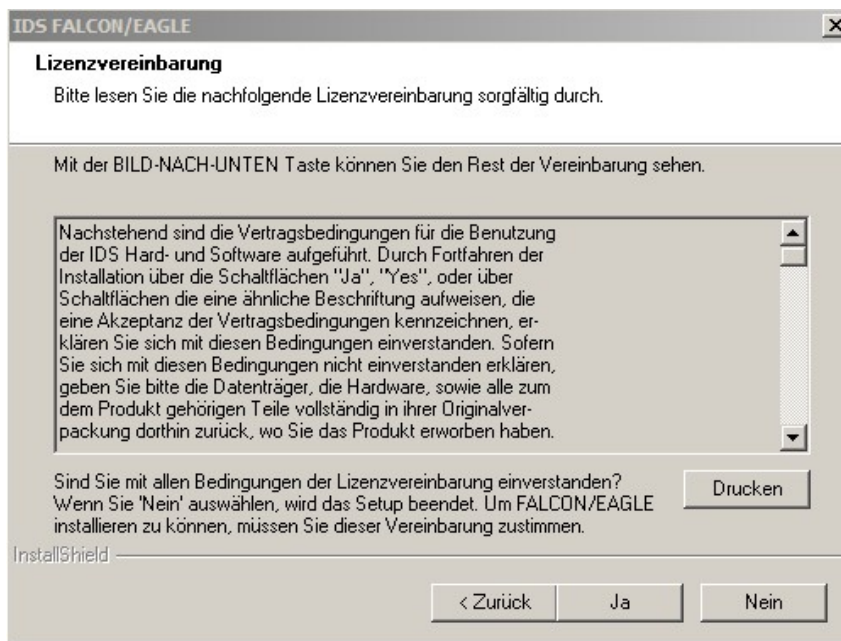 IDS FALCON/EAGLE
Lizenzvereinbarung
Bitte lesen Sie die nachfolgende Lizenzvereinbarung sorgfältig durch.
Mit der BILD-NACH-UNTEN Taste können Sie den Rest der Vereinbarung sehen.
Nachstehend sind die Vertragsbedingungen für die Benutzung
der IDS Hard- und Software aufgeführt. Durch Fortfahren der
Installation über die Schaltflächen "Ja", "Yes", oder über
Schaltflächen die eine ähnliche Beschriftung aufweisen, die
eine Akzeptanz der Vertragsbedingungen kennzeichnen, er-
klären Sie sich mit diesen Bedingungen einverstanden. Sofern
Sie sich mit diesen Bedingungen nicht einverstanden erklären,
geben Sie bitte die Datenträger, die Hardware, sowie alle zum
dem Produkt gehörigen Teile vollständig in ihrer Originalver-
packung dorthin zurück, wo Sie das Produkt erworben haben.
Sind Sie mit allen Bedingungen der Lizenzvereinbarung einverstanden?
Wenn Sie 'Nein' auswählen, wird das Setup beendet. Um FALCON/EAGLE
installieren zu können, müssen Sie dieser Vereinbarung zustimmen.
Drucken
InstallShield
< Zurück
Ja
Nein